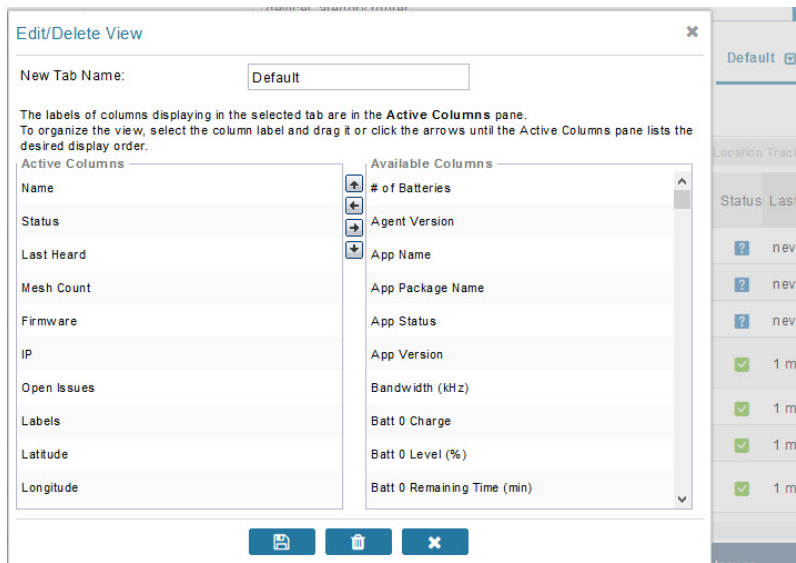 Edit/Delete View
New Tab Name:
Default
The labels of columns displaying in the selected tab are in the Active Columns pane.
To organize the view, select the column label and drag it or click the arrows until the Active Columns pane lists the
desired display order.
Active Columns
Name
Status
Last Heard
Mesh Count
Firmware
IP
Open Issues
Labels
Latitude
Longitude
Available Columns
# of Batteries
Agent Version
App Name
App Package Name
App Status
App Version
Bandwidth (kHz)
Batt 0 Charge
Batt 0 Level (%)
Batt 0 Remaining Time (min)
Default
Location Trac
Status Las
? nev
? nev
? nev
1 m
1 m
1 m
1 m